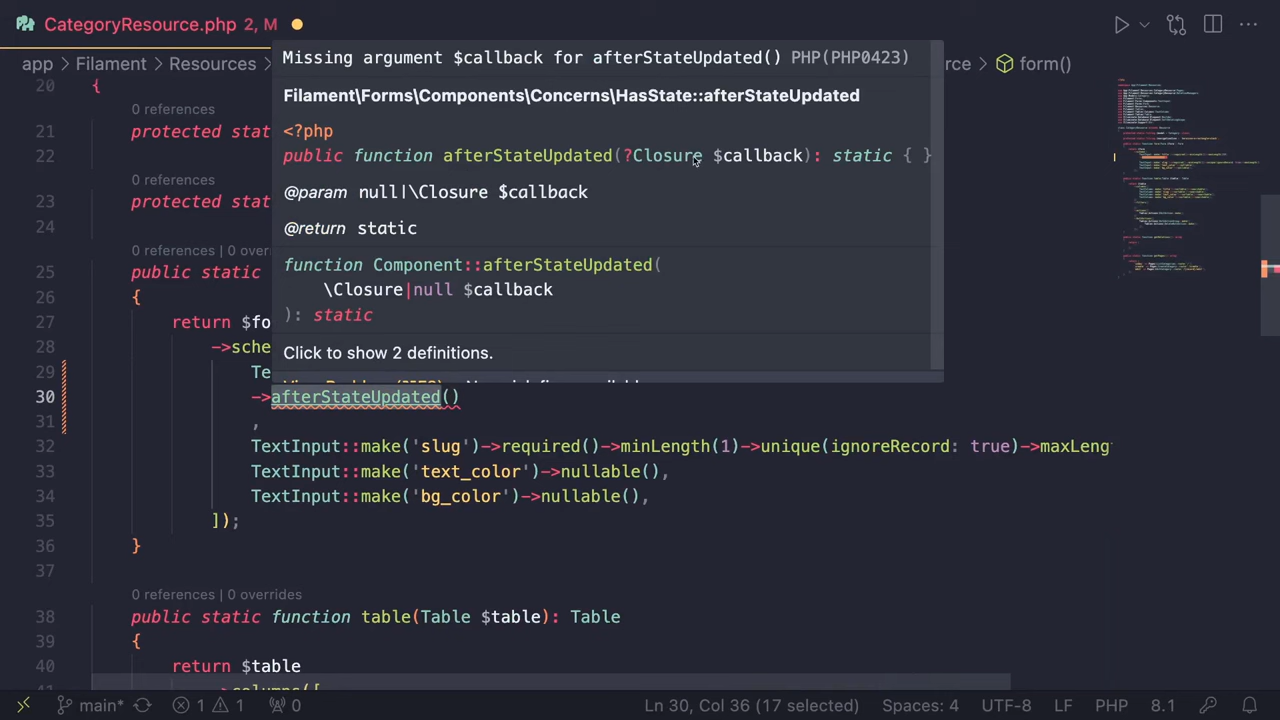 CategoryResource.php 2, M
app > Filament > Resources >
rce > form()
Missing argument $callback for afterStateUpdated() PHP(PHP0423)
Filament\Forms\Components\Concerns\HasState::afterStateUpdated
<?php
public function afterStateUpdated(?Closure $callback): static { }
@param null|\Closure $callback
@return static
function Component::afterStateUpdated(
\Closure|null $callback
): static
Click to show 2 definitions.
20 {
0 references
21 protected stat
22
0 references
23 protected stat
24
0 references | 0 over
25 public static
26 {
27 return $fo
28 ->sche
29 Te
30 ->afterStateUpdated()
31 ,
32 TextInput::make('slug')->required()->minLength(1)->unique(ignoreRecord: true)->maxLeng
33 TextInput::make('text_color')->nullable(),
34 TextInput::make('bg_color')->nullable(),
35 ]);
36 }
37
0 references | 0 overrides
38 public static function table(Table $table): Table
39 {
40 return $table
41 ->columns([
main* 1 1 0 Ln 30, Col 36 (17 selected) Spaces: 4 UTF-8 LF PHP 8.1